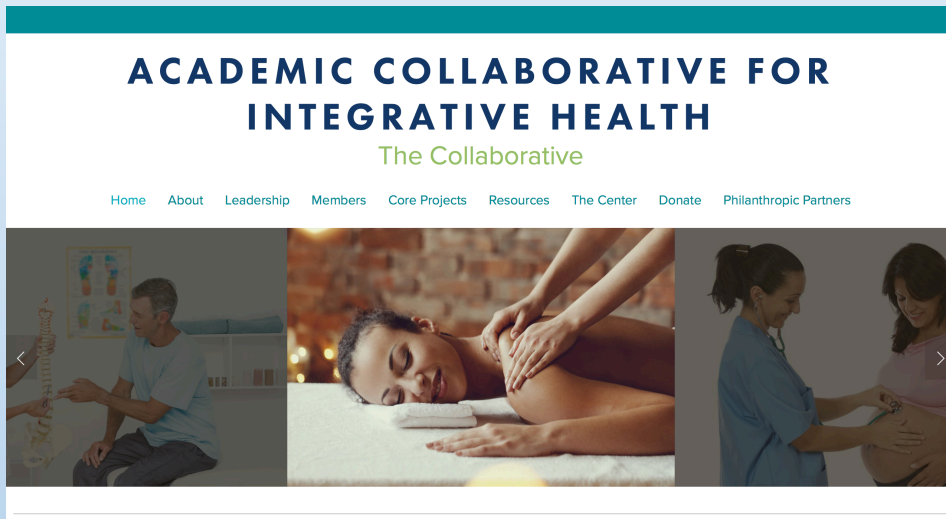 ACADEMIC COLLABORATIVE FOR
INTEGRATIVE HEALTH
The Collaborative
Home About Leadership Members Core Projects Resources The Center Donate Philanthropic Partners